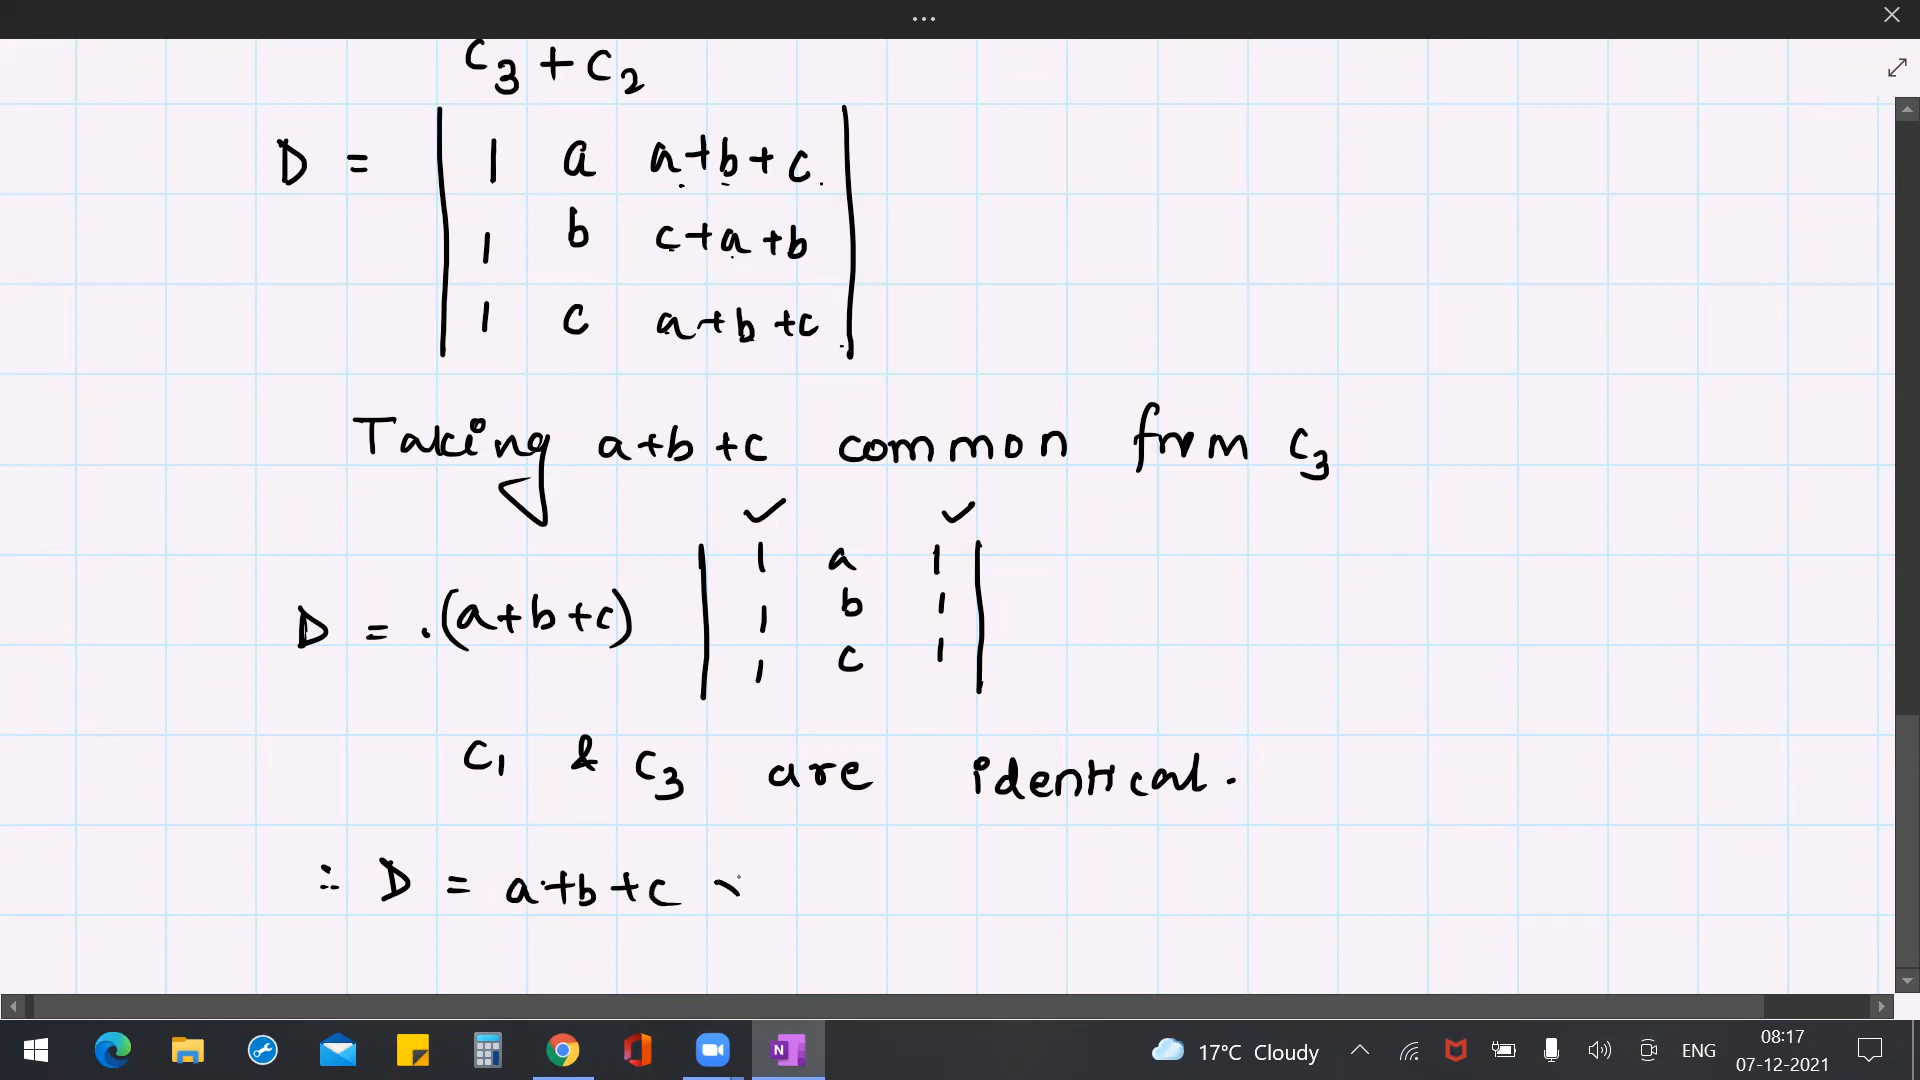 ...
C3 + C2
D = | 1 a a+b+c |
| 1 b c+a+b |
| 1 c a+b+c |
Taking a+b+c common from C3
✓ ✓
D = .(a+b+c) | 1 a 1 |
| 1 b 1 |
| 1 c 1 |
C1 & C3 are identical.
∴ D = a+b+c
17°C Cloudy
ENG
08:17
07-12-2021